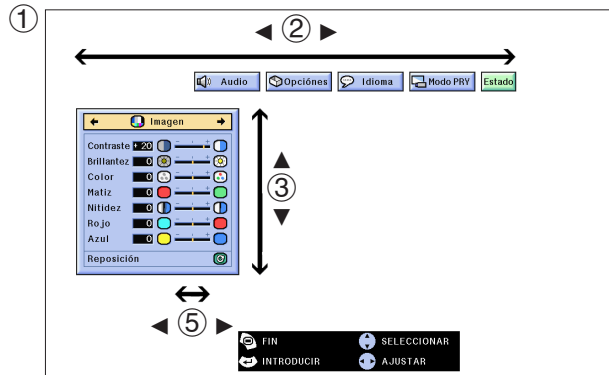 ①
◄ ② ►
Audio Opciónes Idioma Modo PRY Estado
Imagen
Contraste + 20 - +
Brillantez 0 - +
Color 0 - +
Matiz 0 - +
Nitidez 0 - +
Rojo 0 - +
Azul 0 - +
Reposición
▲
③
▼
◄ ⑤ ►
FIN SELECCIONAR
INTRODUCIR AJUSTAR